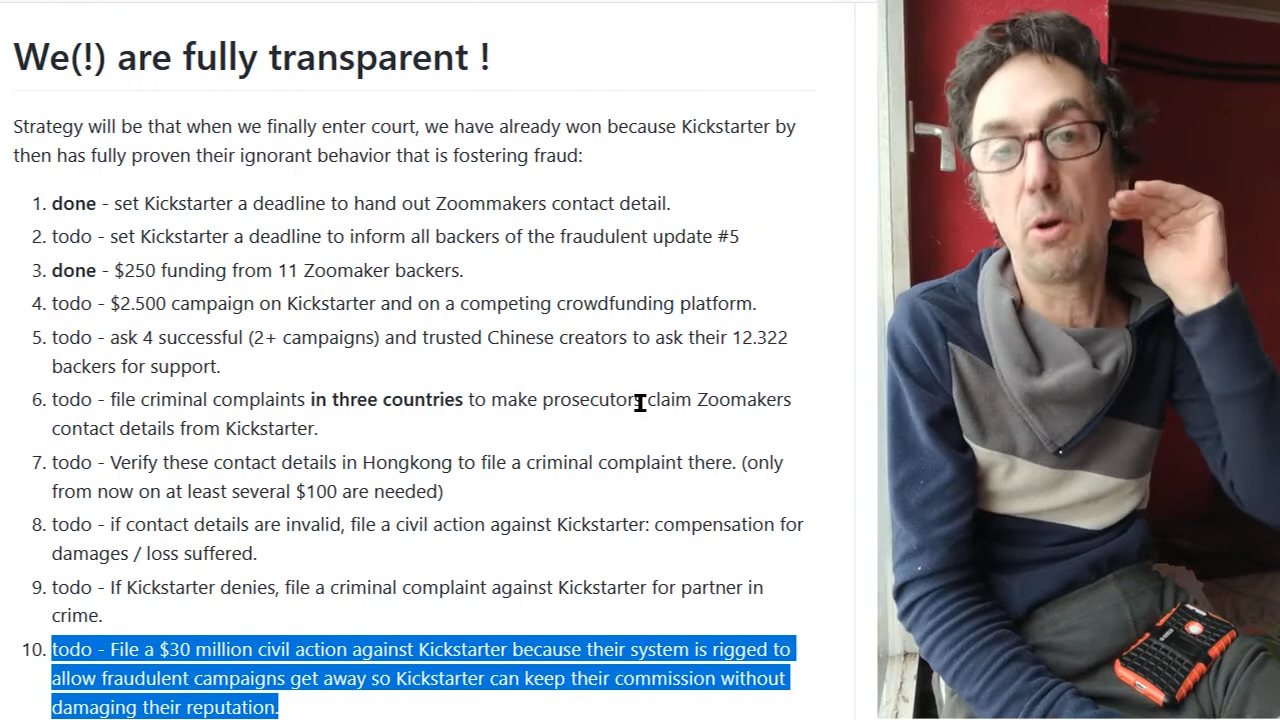 We(!) are fully transparent !
Strategy will be that when we finally enter court, we have already won because Kickstarter by
then has fully proven their ignorant behavior that is fostering fraud:
1. done - set Kickstarter a deadline to hand out Zoommakers contact detail.
2. todo - set Kickstarter a deadline to inform all backers of the fraudulent update #5
3. done - $250 funding from 11 Zoomaker backers.
4. todo - $2.500 campaign on Kickstarter and on a competing crowdfunding platform.
5. todo - ask 4 successful (2+ campaigns) and trusted Chinese creators to ask their 12.322
backers for support.
6. todo - file criminal complaints in three countries to make prosecutors claim Zoomakers
contact details from Kickstarter.
7. todo - Verify these contact details in Hongkong to file a criminal complaint there. (only
from now on at least several $100 are needed)
8. todo - if contact details are invalid, file a civil action against Kickstarter: compensation for
damages / loss suffered.
9. todo - If Kickstarter denies, file a criminal complaint against Kickstarter for partner in
crime.
10. todo - File a $30 million civil action against Kickstarter because their system is rigged to
allow fraudulent campaigns get away so Kickstarter can keep their commission without
damaging their reputation.